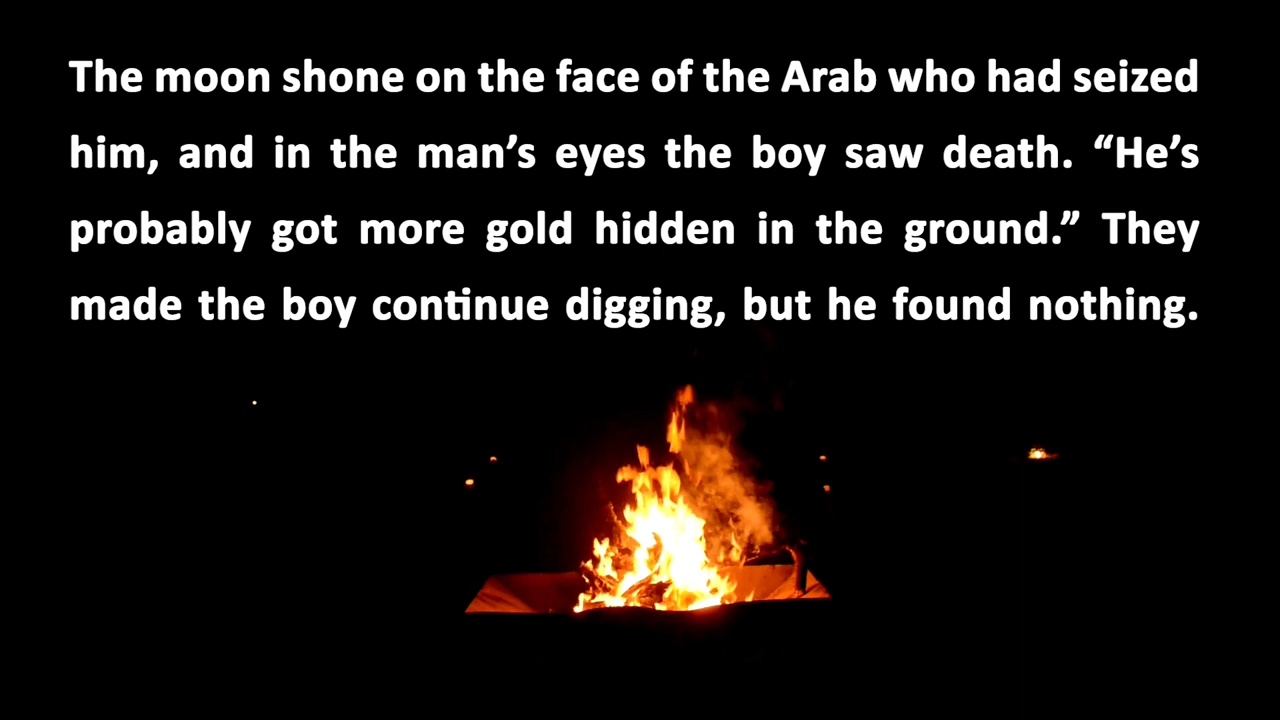 The moon shone on the face of the Arab who had seized
him, and in the man’s eyes the boy saw death. “He’s
probably got more gold hidden in the ground.” They
made the boy continue digging, but he found nothing.